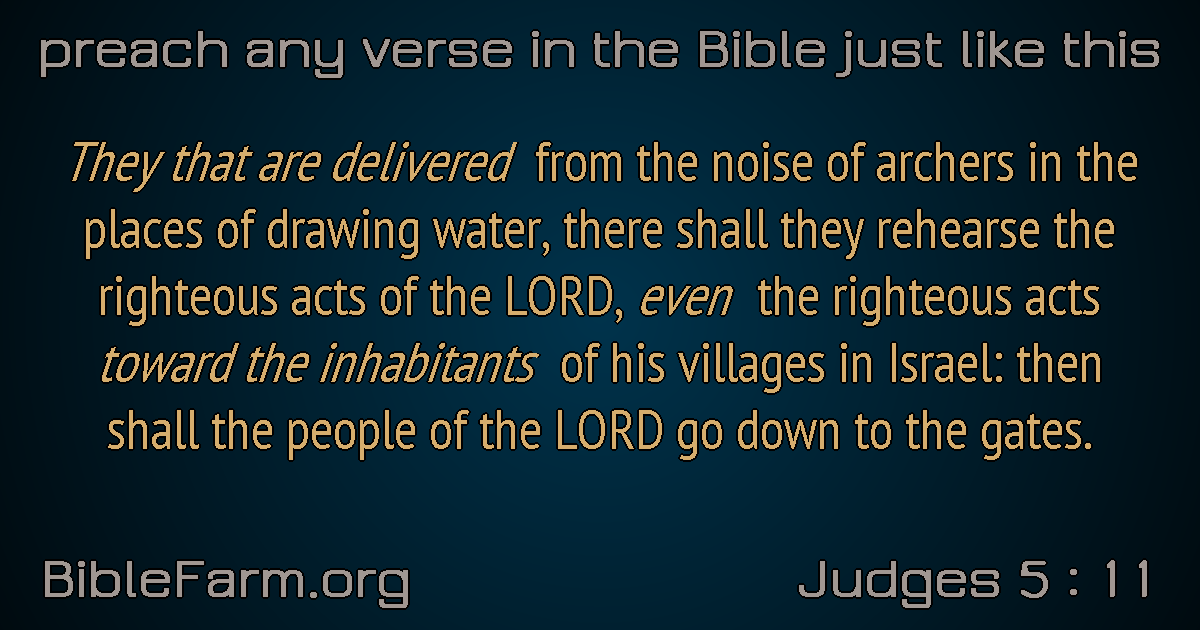 preach any verse in the Bible just like this
They that are delivered from the noise of archers in the
places of drawing water, there shall they rehearse the
righteous acts of the LORD, even the righteous acts
toward the inhabitants of his villages in Israel: then
shall the people of the LORD go down to the gates.
BibleFarm.org
Judges 5 : 11